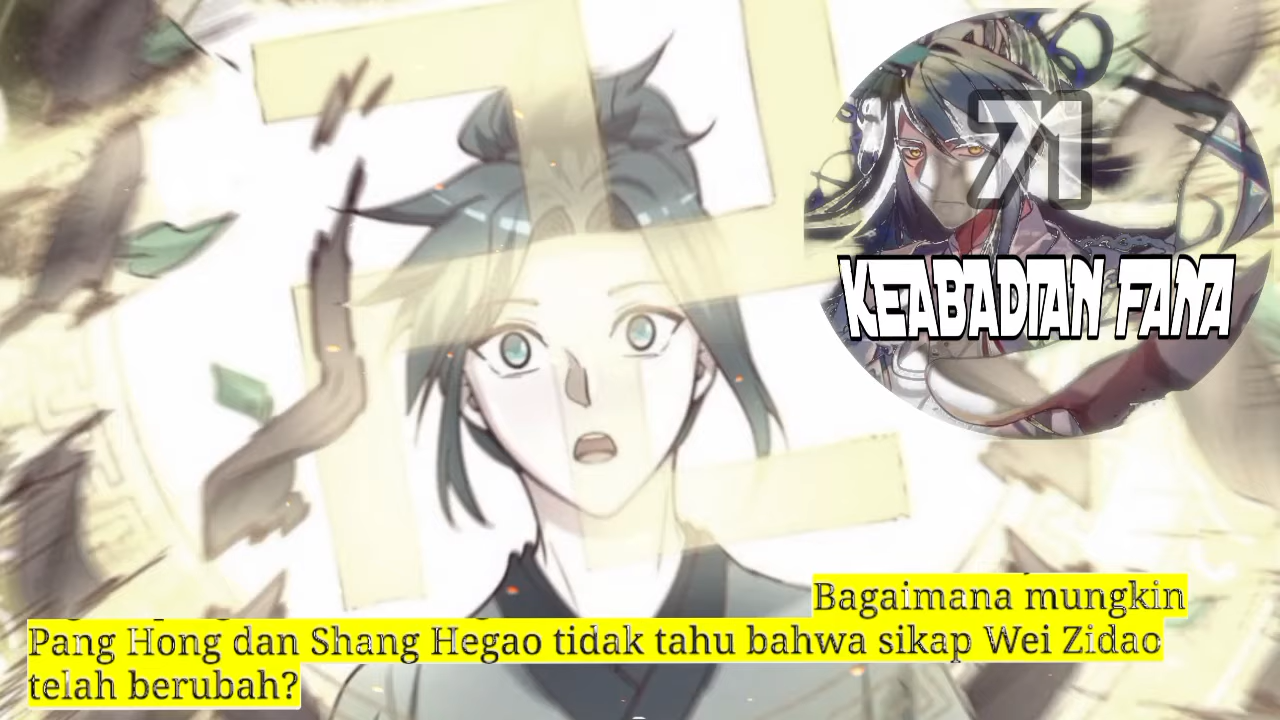 71
KEABADIAN FANA
Bagaimana mungkin
Pang Hong dan Shang Hegao tidak tahu bahwa sikap Wei Zidao
telah berubah?